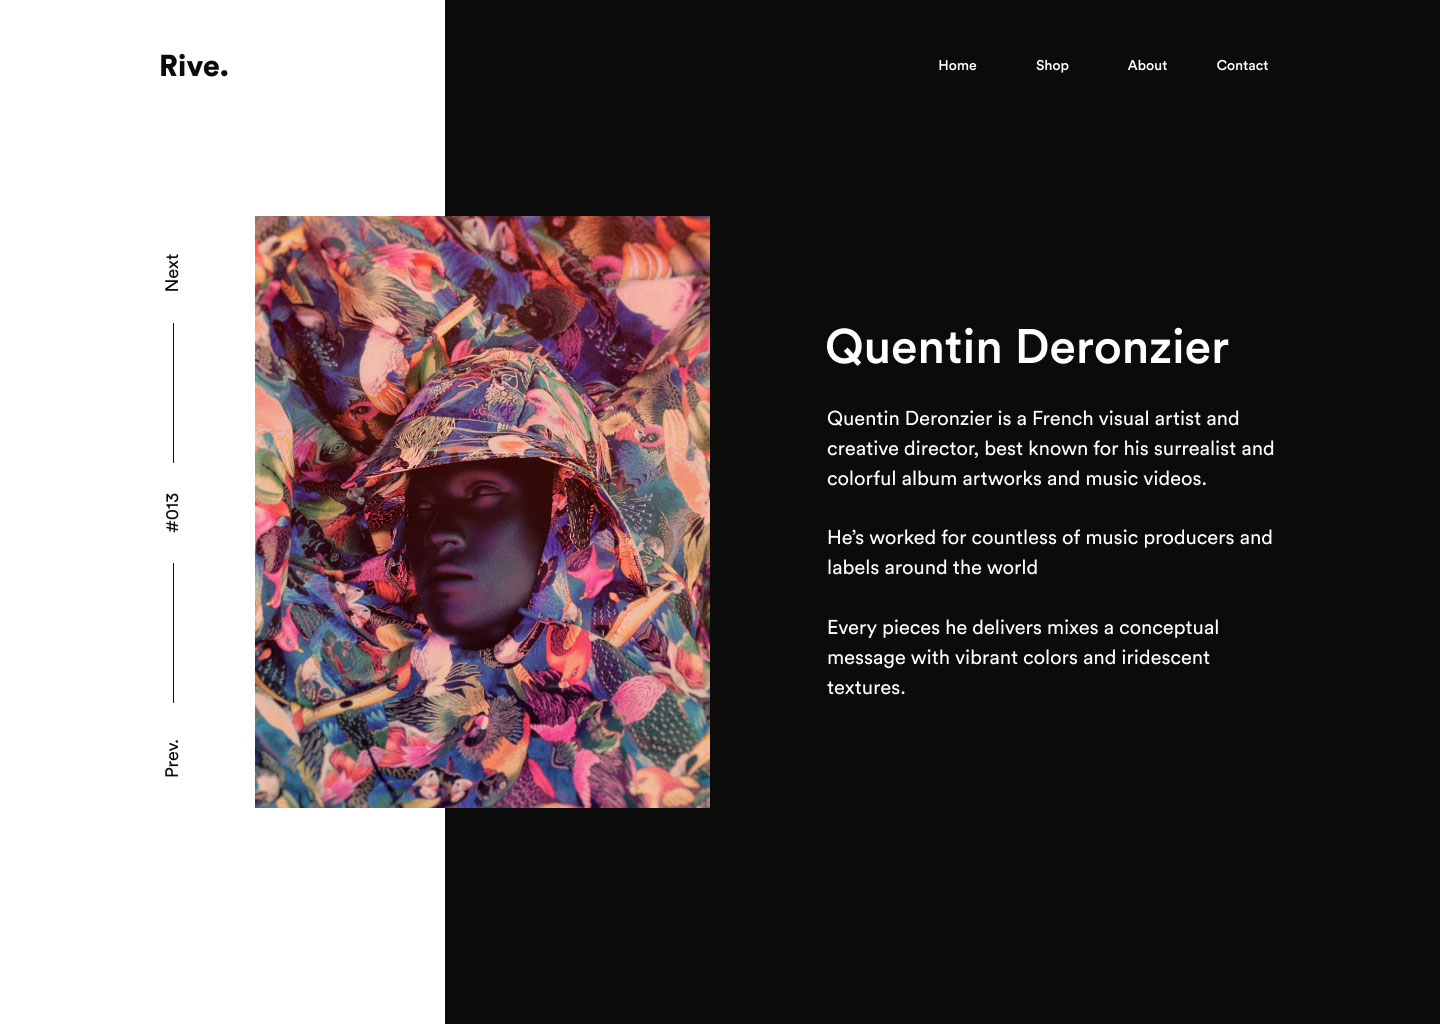 Rive.
Home
Shop
About
Contact
Next
#013
Prev.
Quentin Deronzier
Quentin Deronzier is a French visual artist and
creative director, best known for his surrealist and
colorful album artworks and music videos.
He’s worked for countless of music producers and
labels around the world
Every pieces he delivers mixes a conceptual
message with vibrant colors and iridescent
textures.